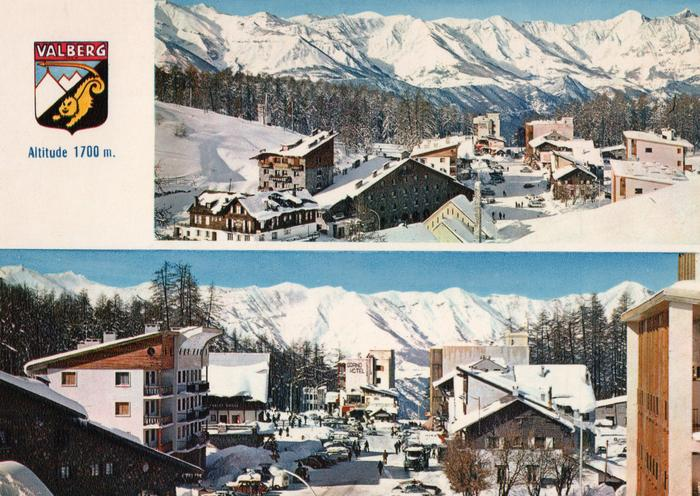 VALBERG
Altitude 1700 m.
GRAND
HOTEL